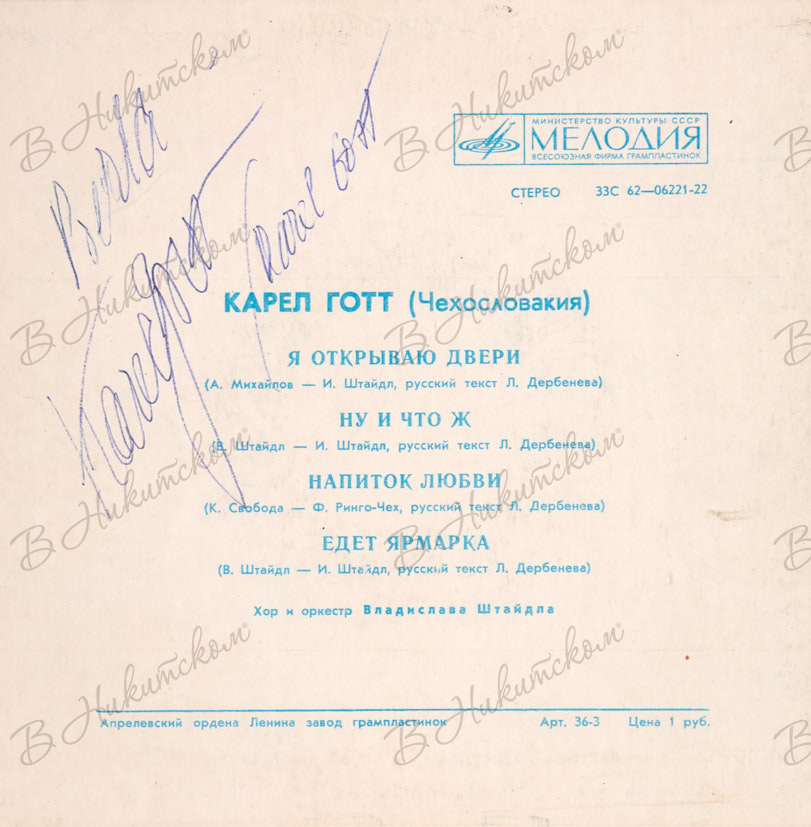 МИНИСТЕРСТВО КУЛЬТУРЫ СССР
МЕЛОДИЯ
ВСЕСОЮЗНАЯ ФИРМА ГРАМПЛАСТИНОК
СТЕРЕО 33С 62—06221-22
Karel Gott
КАРЕЛ ГОТТ (Чехословакия)
Я ОТКРЫВАЮ ДВЕРИ
(А. Михайлов — И. Штайдл, русский текст Л. Дербенева)
НУ И ЧТО Ж
(В. Штайдл — И. Штайдл, русский текст Л. Дербенева)
НАПИТОК ЛЮБВИ
(К. Свобода — Ф. Ринго-Чех, русский текст Л. Дербенева)
ЕДЕТ ЯРМАРКА
(В. Штайдл — И. Штайдл, русский текст Л. Дербенева)
Хор и оркестр Владислава Штайдла
Апрелевский ордена Ленина завод грампластинок Арт. 36-3 Цена 1 руб.
В Никитском